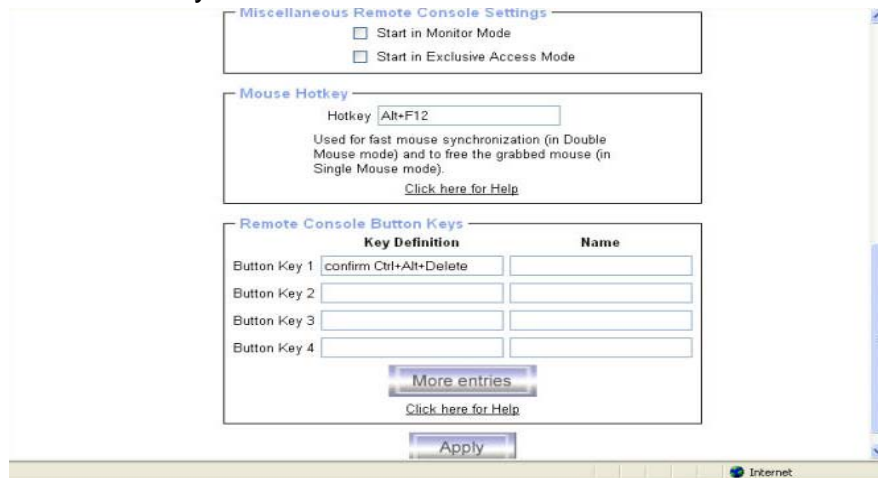 Miscellaneous Remote Console Settings
Start in Monitor Mode
Start in Exclusive Access Mode
Mouse Hotkey
Hotkey Alt+F12
Used for fast mouse synchronization (in Double
Mouse mode) and to free the grabbed mouse (in
Single Mouse mode).
Click here for Help
Remote Console Button Keys
Key Definition Name
Button Key 1 confirm Ctrl+Alt+Delete
Button Key 2
Button Key 3
Button Key 4
More entries
Click here for Help
Apply
Internet